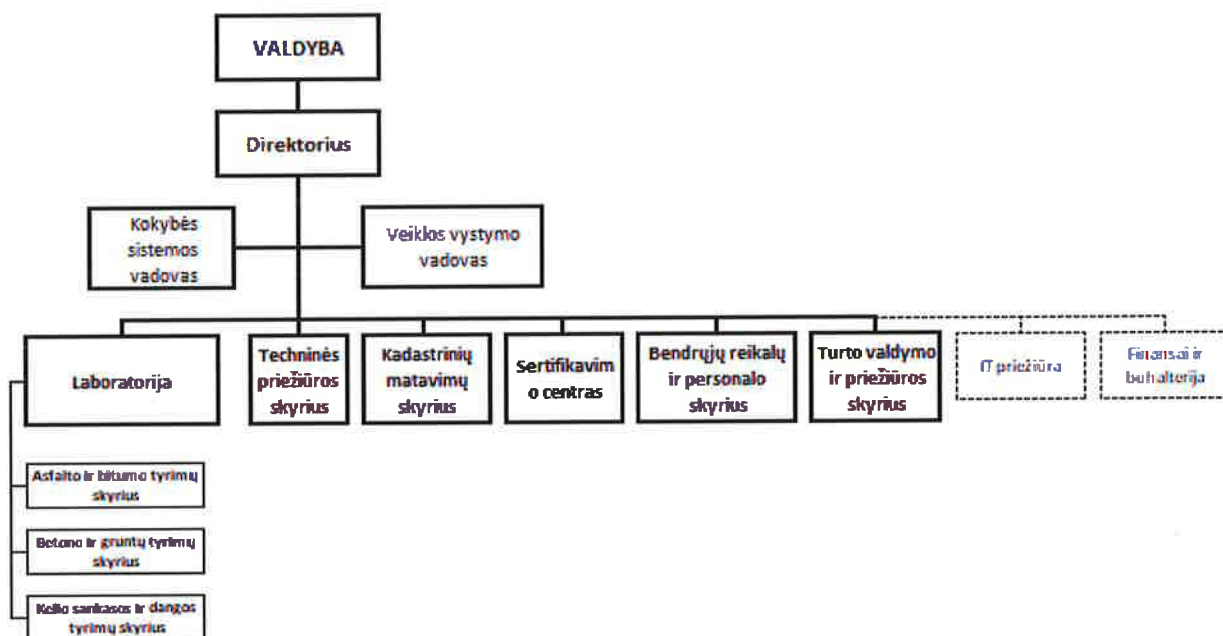 VALDYBA
Direktorius
Kokybės
sistemos
vadovas
Veiklos vystymo
vadovas
Laboratorija
Techninės
priežiūros
skyrius
Kadastrinių
matavimų
skyrius
Sertifikavim
o centras
Bendrųjų reikalų
ir personalo
skyrius
Turto valdymo
ir priežiūros
skyrius
IT priežiūra
Finansai ir
buhalterija
Asfalto ir bitumo tyrimų
skyrius
Betono ir gruntų tyrimų
skyrius
Kelio sankasos ir dangos
tyrimų skyrius